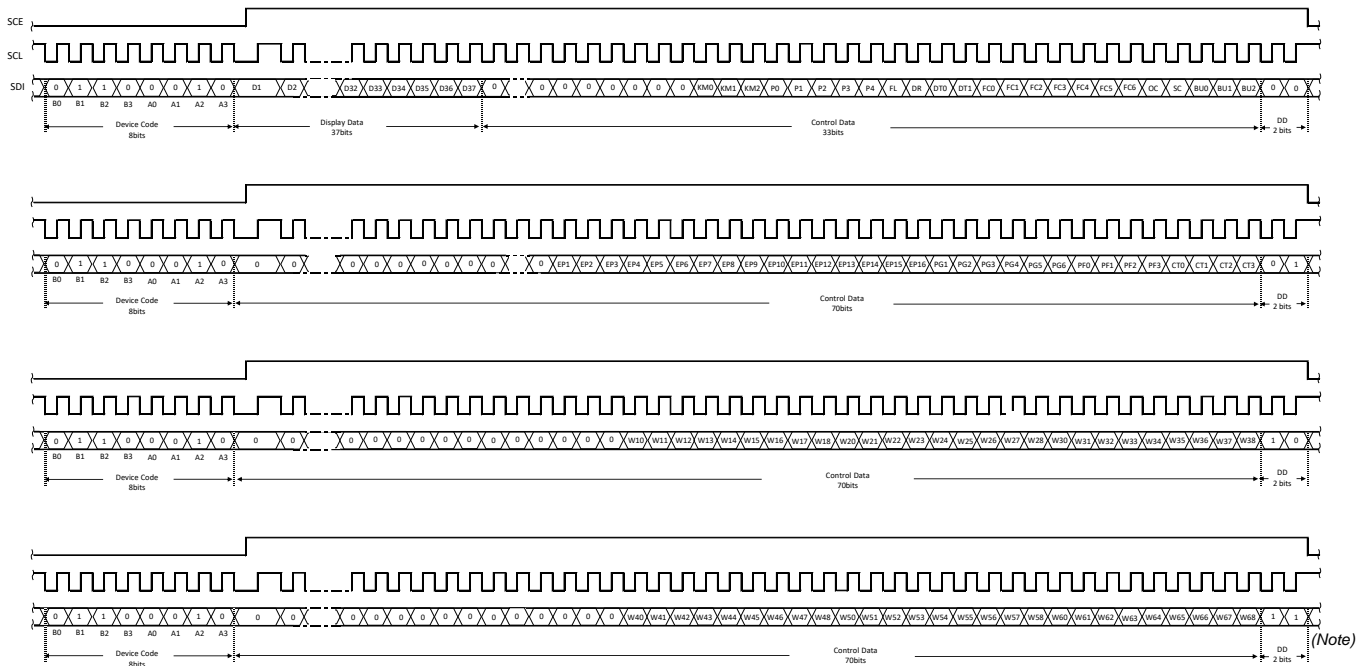 SCE
SCL
SDI 0 1 1 0 0 0 1 0 D1 D2 D32 D33 D34 D35 D36 D37 0 0 0 0 0 0 0 0 KM0 KM1 KM2 P0 P1 P2 P3 P4 FL DR DT0 DT1 FC0 FC1 FC2 FC3 FC4 FC5 FC6 OC SC BU0 BU1 BU2 0 0
B0 B1 B2 B3 A0 A1 A2 A3
Device Code Display Data Control Data DD
8bits 37bits 33bits 2 bits
0 1 1 0 0 0 1 0 0 0 0 0 0 0 0 0 0 0 EP1 EP2 EP3 EP4 EP5 EP6 EP7 EP8 EP9 EP10 EP11 EP12 EP13 EP14 EP15 EP16 PG1 PG2 PG3 PG4 PG5 PG6 PF0 PF1 PF2 PF3 CT0 CT1 CT2 CT3 0 1
B0 B1 B2 B3 A0 A1 A2 A3
Device Code Control Data DD
8bits 70bits 2 bits
0 1 1 0 0 0 1 0 0 0 0 0 0 0 0 0 0 0 0 0 0 0 W10 W11 W12 W13 W14 W15 W16 W17 W18 W20 W21 W22 W23 W24 W25 W26 W27 W28 W30 W31 W32 W33 W34 W35 W36 W37 W38 1 0
B0 B1 B2 B3 A0 A1 A2 A3
Device Code Control Data DD
8bits 70bits 2 bits
0 1 1 0 0 0 1 0 0 0 0 0 0 0 0 0 0 0 0 0 0 0 W40 W41 W42 W43 W44 W45 W46 W47 W48 W50 W51 W52 W53 W54 W55 W56 W57 W58 W60 W61 W62 W63 W64 W65 W66 W67 W68 1 1
B0 B1 B2 B3 A0 A1 A2 A3 (Note)
Device Code Control Data DD
8bits 70bits 2 bits